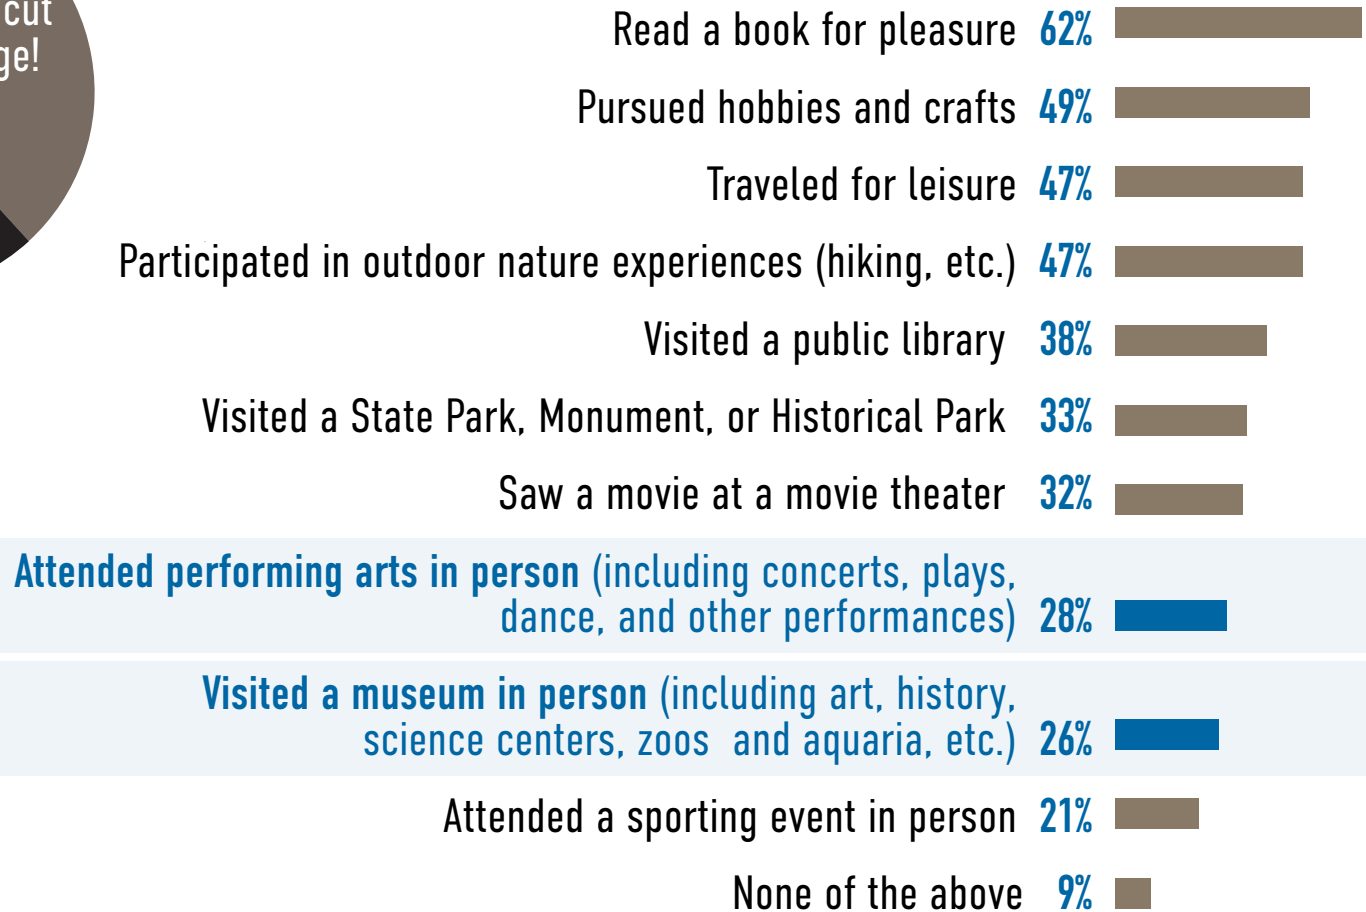 cut
ge!
Read a book for pleasure 62%
Pursued hobbies and crafts 49%
Traveled for leisure 47%
Participated in outdoor nature experiences (hiking, etc.) 47%
Visited a public library 38%
Visited a State Park, Monument, or Historical Park 33%
Saw a movie at a movie theater 32%
Attended performing arts in person (including concerts, plays,
dance, and other performances) 28%
Visited a museum in person (including art, history,
science centers, zoos and aquaria, etc.) 26%
Attended a sporting event in person 21%
None of the above 9%